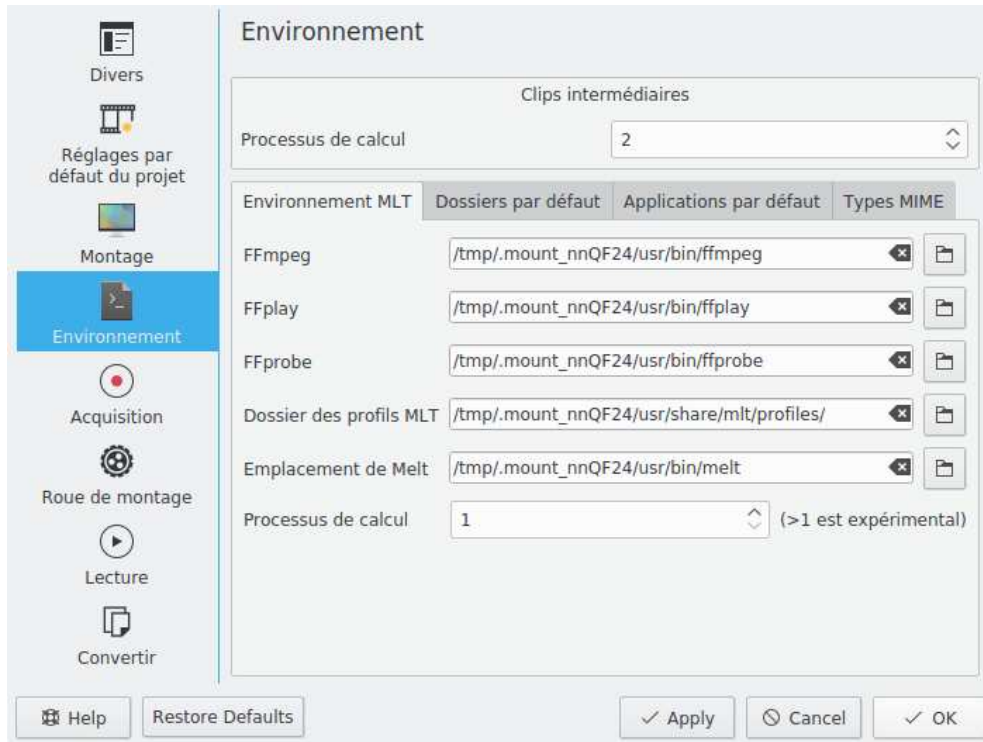 Divers
Réglages par
défaut du projet
Montage
Environnement
Acquisition
Roue de montage
Lecture
Convertir
Environnement
Clips intermédiaires
Processus de calcul 2
Environnement MLT Dossiers par défaut Applications par défaut Types MIME
FFmpeg /tmp/.mount_nnQF24/usr/bin/ffmpeg
FFplay /tmp/.mount_nnQF24/usr/bin/ffplay
FFprobe /tmp/.mount_nnQF24/usr/bin/ffprobe
Dossier des profils MLT /tmp/.mount_nnQF24/usr/share/mlt/profiles/
Emplacement de Melt /tmp/.mount_nnQF24/usr/bin/melt
Processus de calcul 1 (>1 est expérimental)
Help Restore Defaults Apply Cancel OK